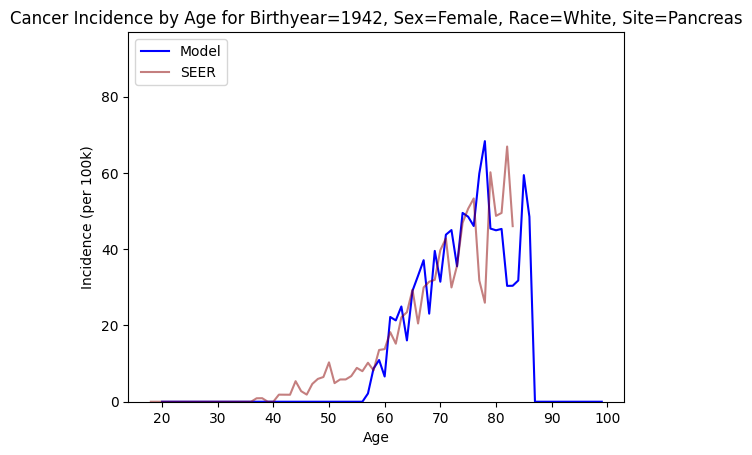 Cancer Incidence by Age for Birthyear=1942, Sex=Female, Race=White, Site=Pancreas
Model
SEER
80
60
40
20
0
Incidence (per 100k)
20 30 40 50 60 70 80 90 100
Age